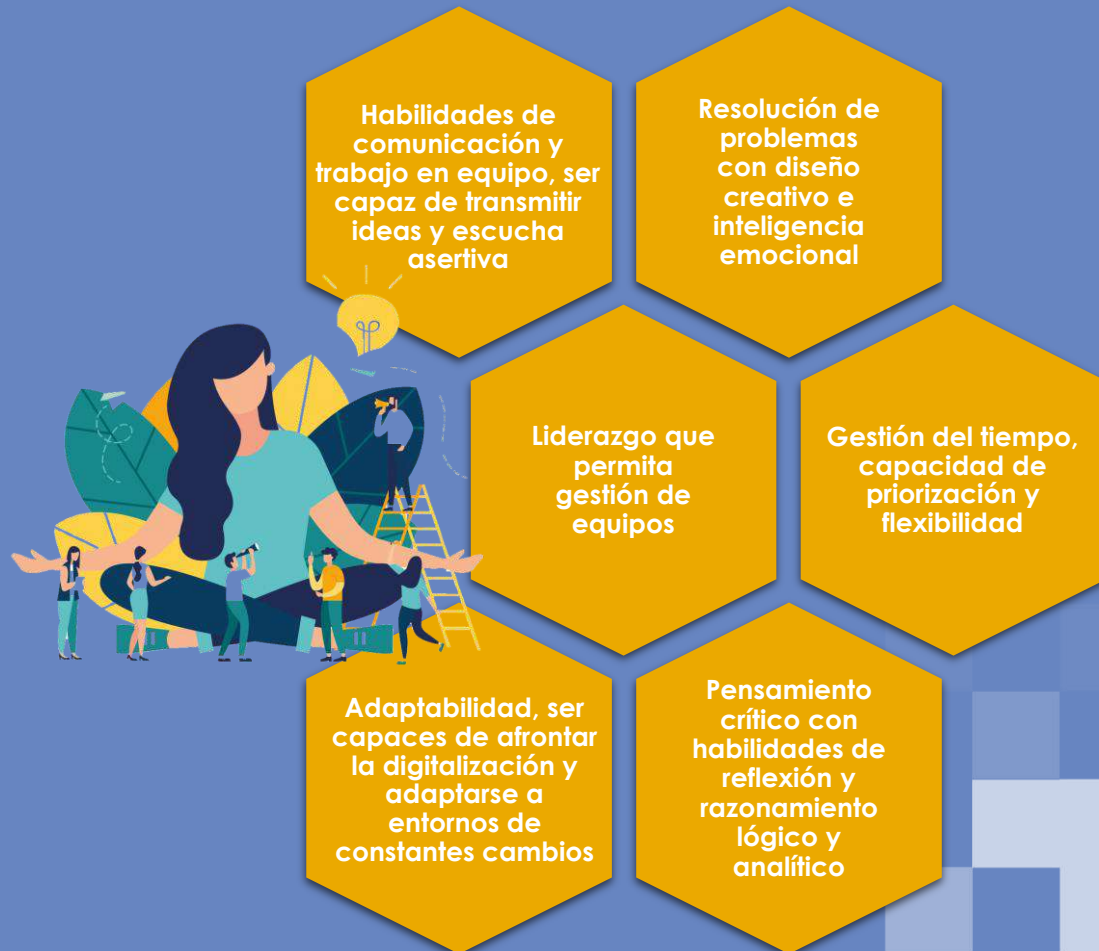 Habilidades de
comunicación y
trabajo en equipo, ser
capaz de transmitir
ideas y escucha
asertiva
Resolución de
problemas
con diseño
creativo e
inteligencia
emocional
Liderazgo que
permita
gestión de
equipos
Gestión del tiempo,
capacidad de
priorización y
flexibilidad
Adaptabilidad, ser
capaces de afrontar
la digitalización y
adaptarse a
entornos de
constantes cambios
Pensamiento
crítico con
habilidades de
reflexión y
razonamiento
lógico y
analítico